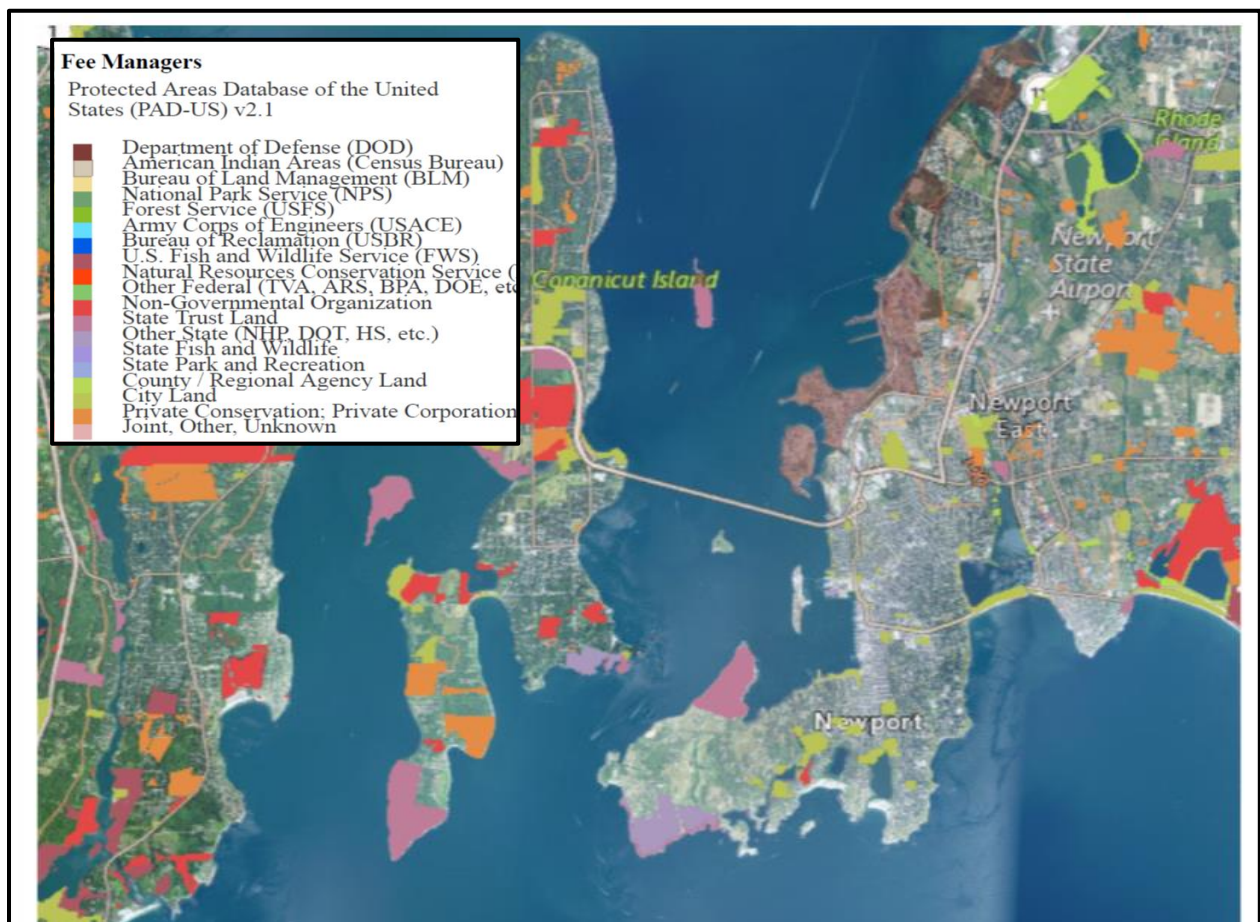 Fee Managers
Protected Areas Database of the United
States (PAD-US) v2.1
Department of Defense (DOD)
American Indian Areas (Census Bureau)
Bureau of Land Management (BLM)
National Park Service (NPS)
Forest Service (USFS)
Army Corps of Engineers (USACE)
Bureau of Reclamation (USBR)
U.S. Fish and Wildlife Service (FWS)
Natural Resources Conservation Service (
Other Federal (TVA, ARS, BPA, DOE, etc
Non-Governmental Organization
State Trust Land
Other State (NHP, DOT, HS, etc.)
State Fish and Wildlife
State Park and Recreation
County / Regional Agency Land
City Land
Private Conservation; Private Corporation
Joint, Other, Unknown
Rhode
Island
Newport
State
Airport
Conanicut Island
Newport
East
Newport